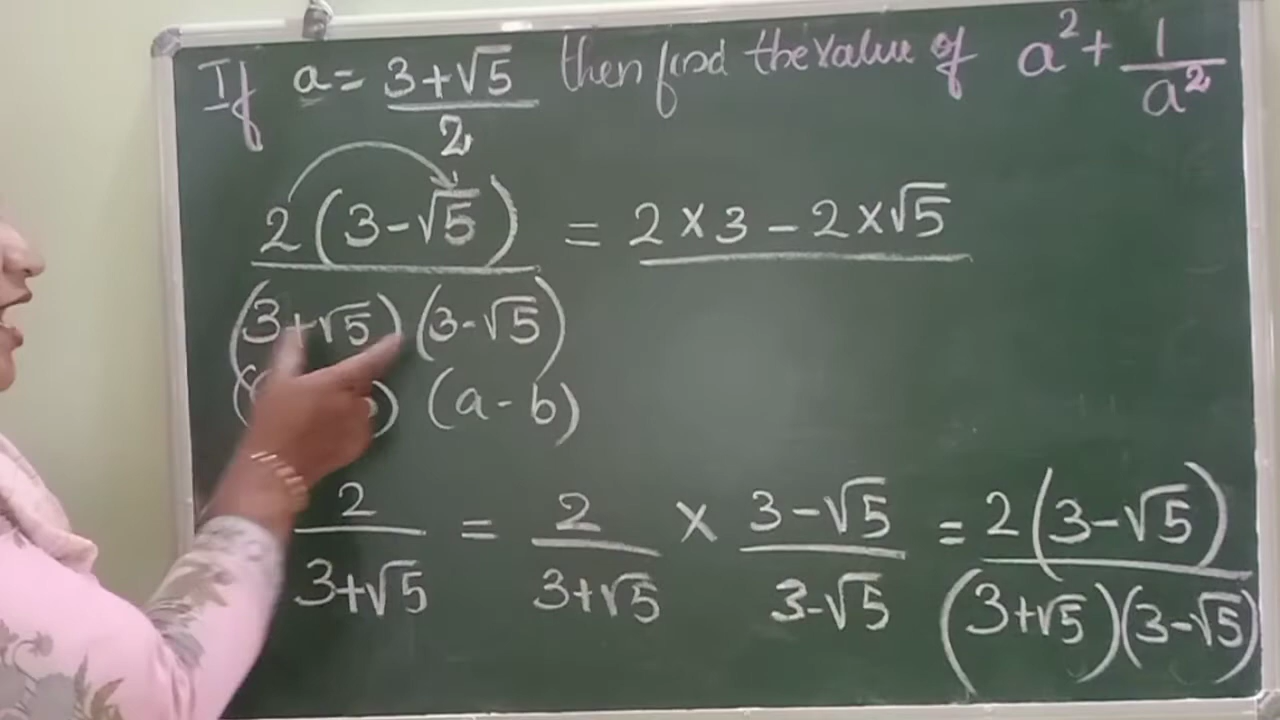 If a = 3+√5 / 2 then find the value of a² + 1 / a²
2(3-√5) / (3+√5)(3-√5) = 2×3-2×√5
(a-b)
2 / 3+√5 = 2 / 3+√5 × 3-√5 / 3-√5 = 2(3-√5) / (3+√5)(3-√5)